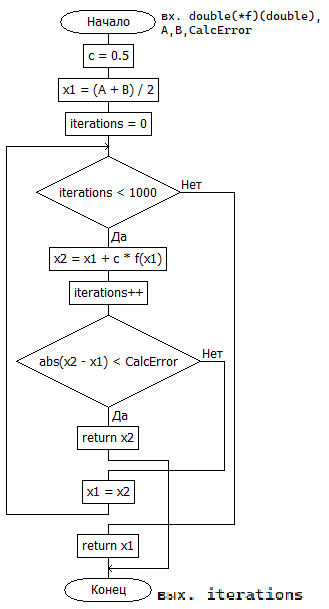 Начало
вх. double(*f)(double),
A,B,CalcError
c = 0.5
x1 = (A + B) / 2
iterations = 0
iterations < 1000
Нет
Да
x2 = x1 + c * f(x1)
iterations++
abs(x2 - x1) < CalcError
Нет
Да
return x2
x1 = x2
return x1
Конец
вых. iterations